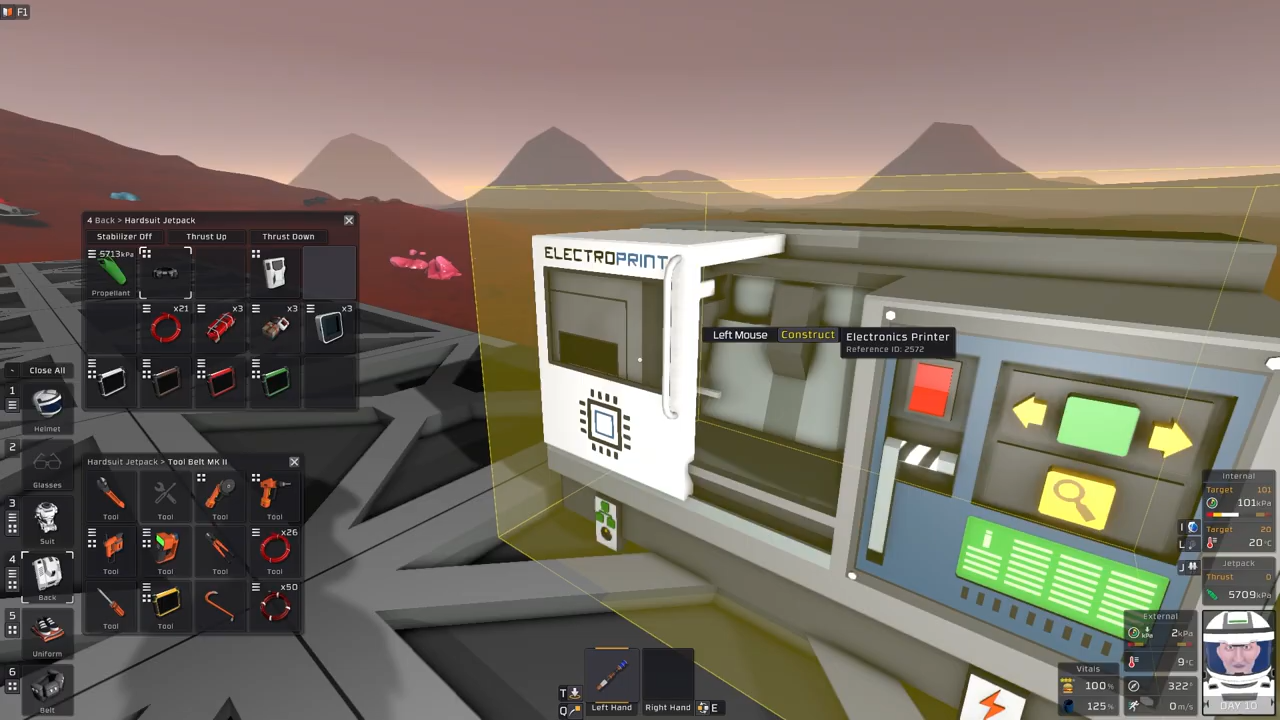 F1
4 Back > Hardsuit Jetpack
Stabilizer Off
Thrust Up
Thrust Down
5713kPa
Propellant
x21
x3
x3
x3
Close All
1
Helmet
2
Glasses
3
Suit
4
Back
5
Uniform
6
Belt
Hardsuit Jetpack > Tool Belt MK II
Tool
Tool
Tool
Tool
Tool
Tool
Tool
x26
Tool
Tool
Tool
Tool
x50
Tool
ELECTROPRINT
Left Mouse
Construct
Electronics Printer
Reference ID: 2572
T
Q
Left Hand
Right Hand
E
Internal
Target 101
101kPa
Target 20
20°C
I
L
J
Jetpack
Thrust 0
5709kPa
External
kPa
2kPa
9°C
322°
0m/s
Vitals
100%
125%
DAY 10